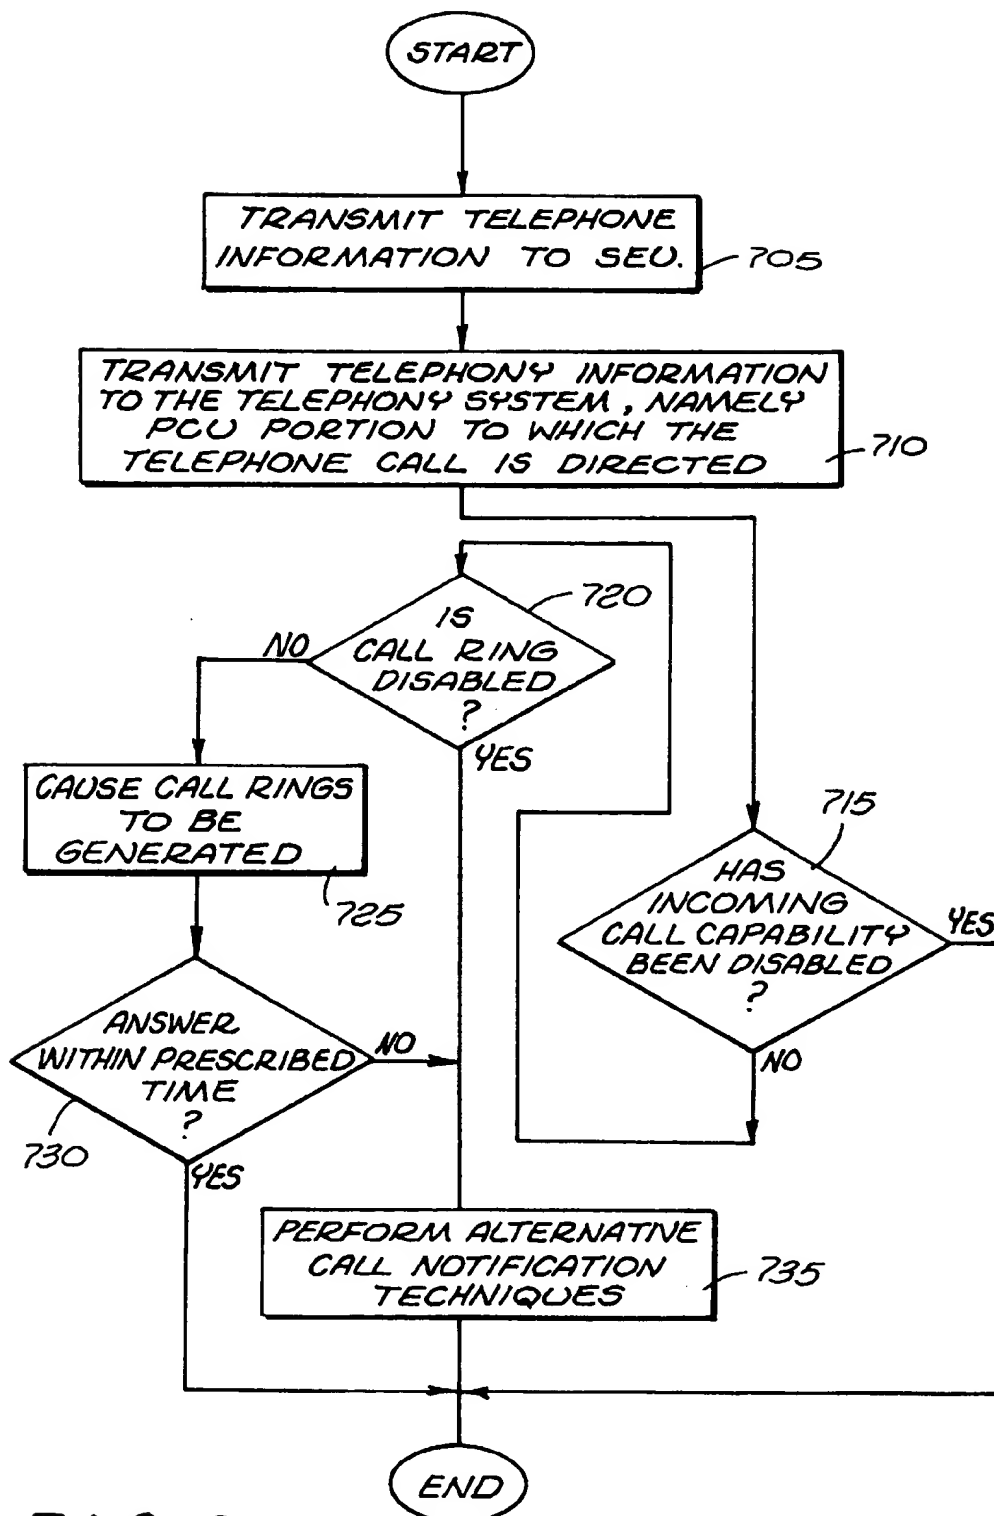 START
TRANSMIT TELEPHONE
INFORMATION TO SEU.
705
TRANSMIT TELEPHONY INFORMATION
TO THE TELEPHONY SYSTEM, NAMELY
PCU PORTION TO WHICH THE
TELEPHONE CALL IS DIRECTED
710
IS
CALL RING
DISABLED
?
720
NO
YES
CAUSE CALL RINGS
TO BE
GENERATED
725
715
HAS
INCOMING
CALL CAPABILITY
BEEN DISABLED
?
YES
NO
ANSWER
WITHIN PRESCRIBED
TIME
?
NO
730
YES
PERFORM ALTERNATIVE
CALL NOTIFICATION
TECHNIQUES
735
END